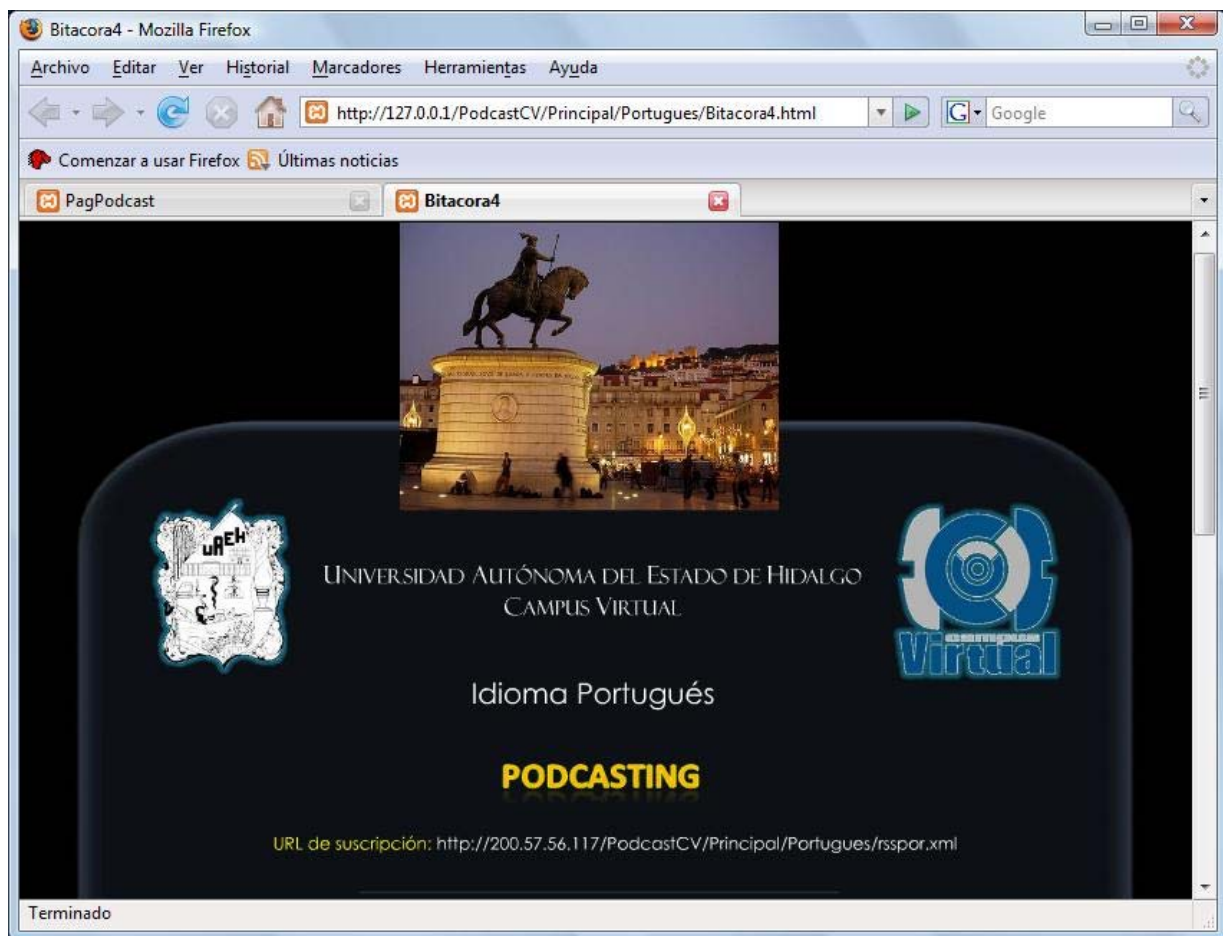 Bitacora4 - Mozilla Firefox
Archivo Editar Ver Historial Marcadores Herramientas Ayuda
http://127.0.0.1/PodcastCV/Principal/Portugues/Bitacora4.html Google
Comenzar a usar Firefox Últimas noticias
PagPodcast Bitacora4
UAEH
UNIVERSIDAD AUTÓNOMA DEL ESTADO DE HIDALGO
CAMPUS VIRTUAL
campus
Virtual
Idioma Portugués
PODCASTING
URL de suscripción: http://200.57.56.117/PodcastCV/Principal/Portugues/rsspor.xml
Terminado